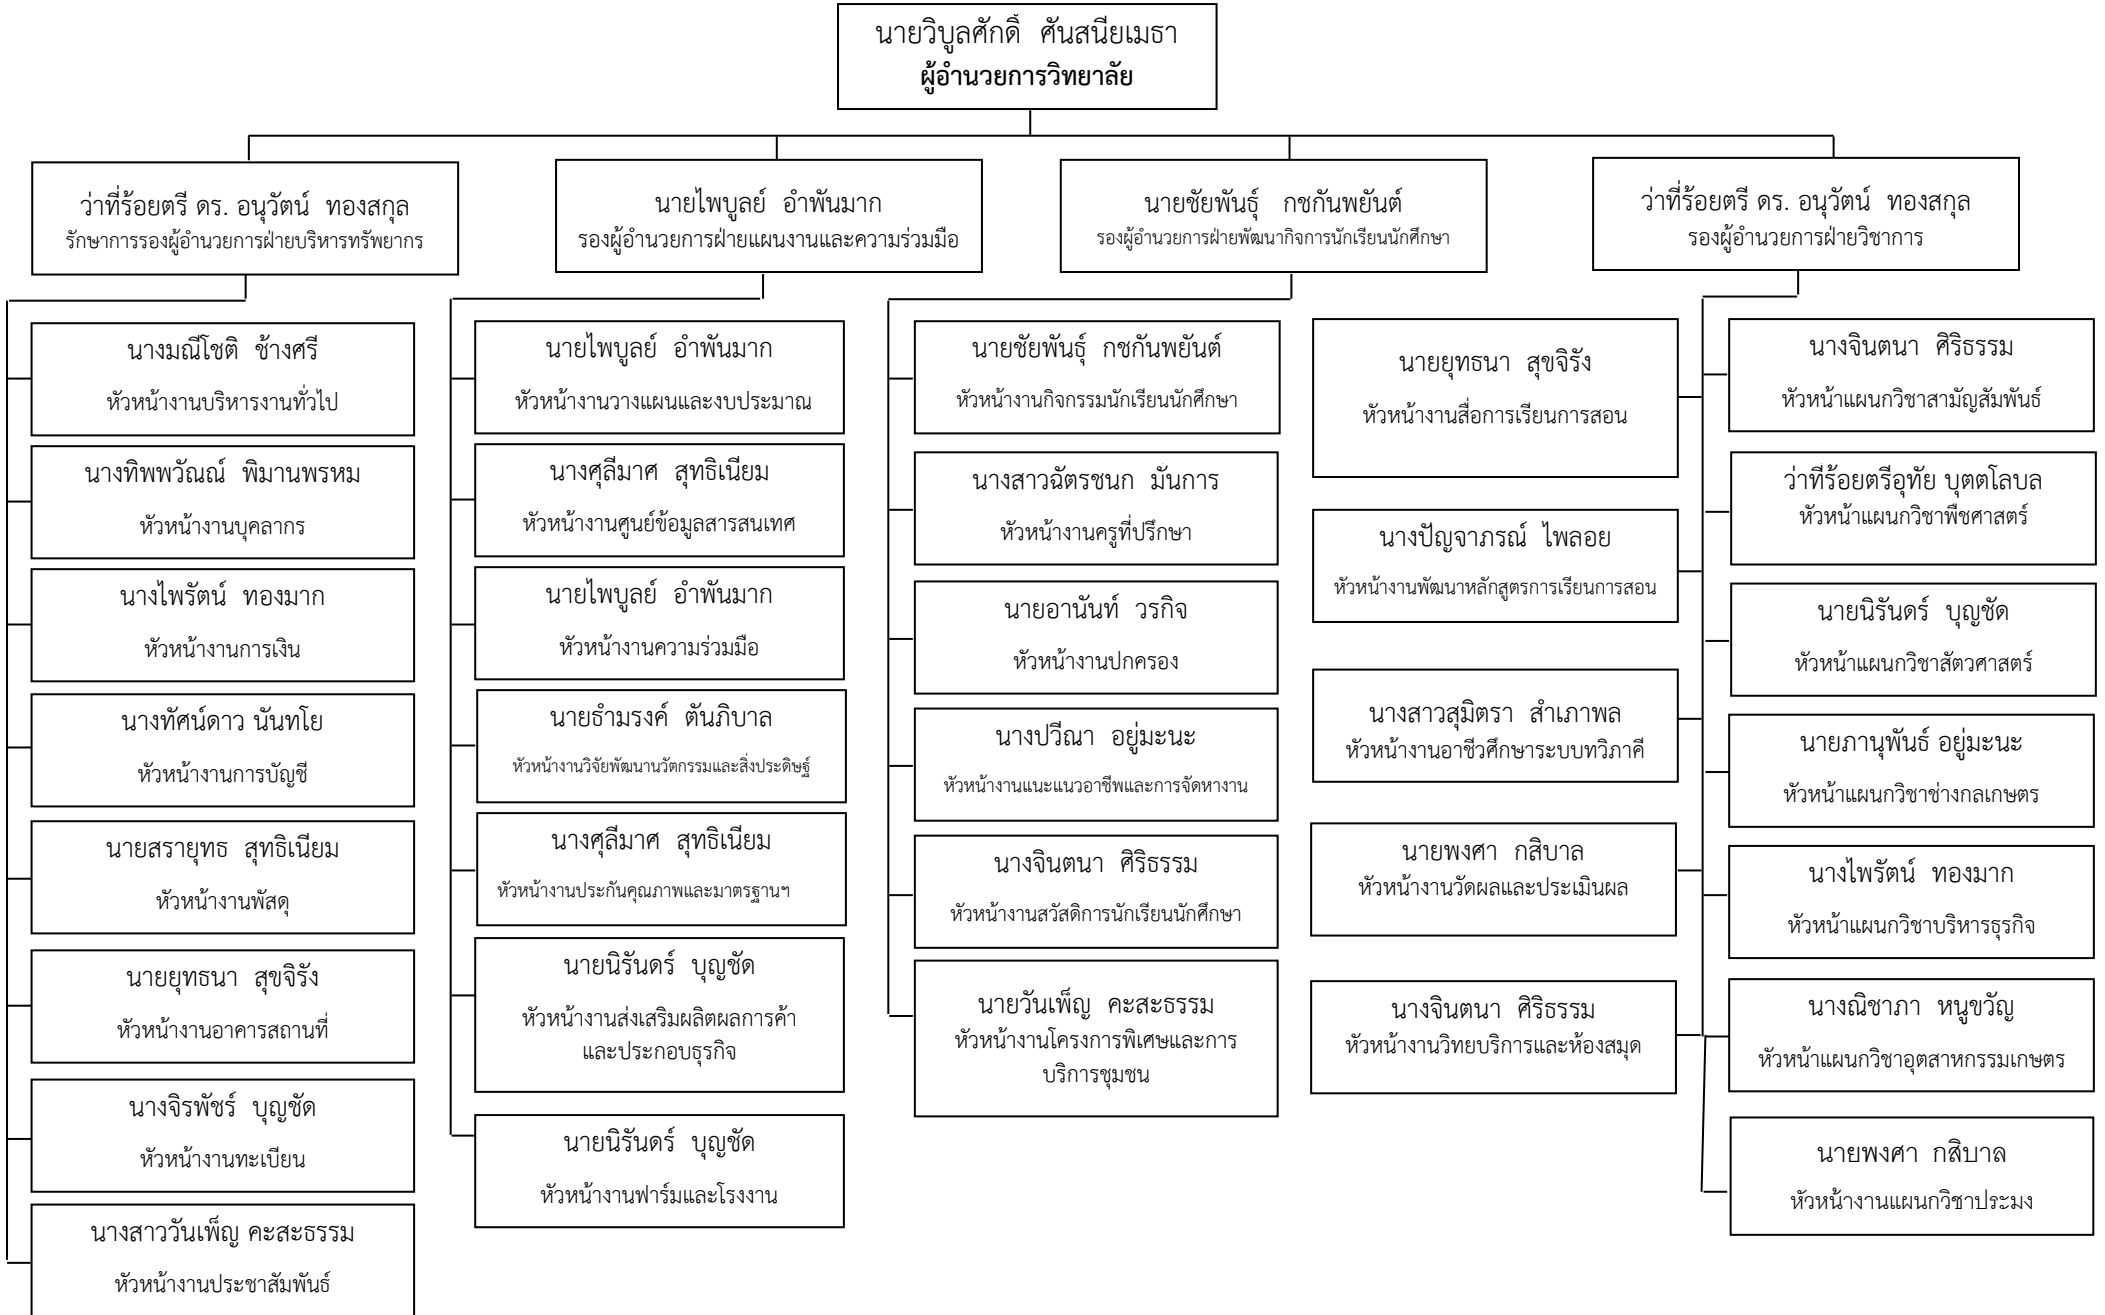 นายวิบูลศักดิ์ ศันสนียเมธา
ผู้อำนวยการวิทยาลัย
ว่าที่ร้อยตรี ดร. อนุวัตน์ ทองสกุล
รักษาการรองผู้อำนวยการฝ่ายบริหารทรัพยากร
นายไพบูลย์ อำพันมาก
รองผู้อำนวยการฝ่ายแผนงานและความร่วมมือ
นายชัยพันธุ์ กชกันพยันต์
รองผู้อำนวยการฝ่ายพัฒนากิจการนักเรียนนักศึกษา
ว่าที่ร้อยตรี ดร. อนุวัตน์ ทองสกุล
รองผู้อำนวยการฝ่ายวิชาการ
นางมณีโชติ ช้างศรี
หัวหน้างานบริหารงานทั่วไป
นางทิพพวัณณ์ พิมานพรหม
หัวหน้างานบุคลากร
นางไพรัตน์ ทองมาก
หัวหน้างานการเงิน
นางทัศน์ดาว นันทโย
หัวหน้างานการบัญชี
นายสรายุทธ สุทธิเนียม
หัวหน้างานพัสดุ
นายยุทธนา สุขจิรัง
หัวหน้างานอาคารสถานที่
นางจิรพัชร์ บุญชัด
หัวหน้างานทะเบียน
นางสาววันเพ็ญ คะสะธรรม
หัวหน้างานประชาสัมพันธ์
นายไพบูลย์ อำพันมาก
หัวหน้างานวางแผนและงบประมาณ
นางศุลีมาศ สุทธิเนียม
หัวหน้างานศูนย์ข้อมูลสารสนเทศ
นายไพบูลย์ อำพันมาก
หัวหน้างานความร่วมมือ
นายธำมรงค์ ตันภิบาล
หัวหน้างานวิจัยพัฒนานวัตกรรมและสิ่งประดิษฐ์
นางศุลีมาศ สุทธิเนียม
หัวหน้างานประกันคุณภาพและมาตรฐานฯ
นายนิรันดร์ บุญชัด
หัวหน้างานส่งเสริมผลิตผลการค้า
และประกอบธุรกิจ
นายนิรันดร์ บุญชัด
หัวหน้างานฟาร์มและโรงงาน
นายชัยพันธุ์ กชกันพยันต์
หัวหน้างานกิจกรรมนักเรียนนักศึกษา
นางสาวฉัตรชนก มันการ
หัวหน้างานครูที่ปรึกษา
นายอานันท์ วรกิจ
หัวหน้างานปกครอง
นางปวีณา อยู่มะนะ
หัวหน้างานแนะแนวอาชีพและการจัดหางาน
นางจินตนา ศิริธรรม
หัวหน้างานสวัสดิการนักเรียนนักศึกษา
นายวันเพ็ญ คะสะธรรม
หัวหน้างานโครงการพิเศษและการ
บริการชุมชน
นายยุทธนา สุขจิรัง
หัวหน้างานสื่อการเรียนการสอน
นางปัญจาภรณ์ ไพลอย
หัวหน้างานพัฒนาหลักสูตรการเรียนการสอน
นางสาวสุมิตรา สำเภาพล
หัวหน้างานอาชีวศึกษาระบบทวิภาคี
นายพงศา กสิบาล
หัวหน้างานวัดผลและประเมินผล
นางจินตนา ศิริธรรม
หัวหน้างานวิทยบริการและห้องสมุด
นางจินตนา ศิริธรรม
หัวหน้าแผนกวิชาสามัญสัมพันธ์
ว่าที่ร้อยตรีอุทัย บุตตโลบล
หัวหน้าแผนกวิชาพืชศาสตร์
นายนิรันดร์ บุญชัด
หัวหน้าแผนกวิชาสัตวศาสตร์
นายภานุพันธ์ อยู่มะนะ
หัวหน้าแผนกวิชาช่างกลเกษตร
นางไพรัตน์ ทองมาก
หัวหน้าแผนกวิชาบริหารธุรกิจ
นางณิชาภา หนูขวัญ
หัวหน้าแผนกวิชาอุตสาหกรรมเกษตร
นายพงศา กสิบาล
หัวหน้างานแผนกวิชาประมง